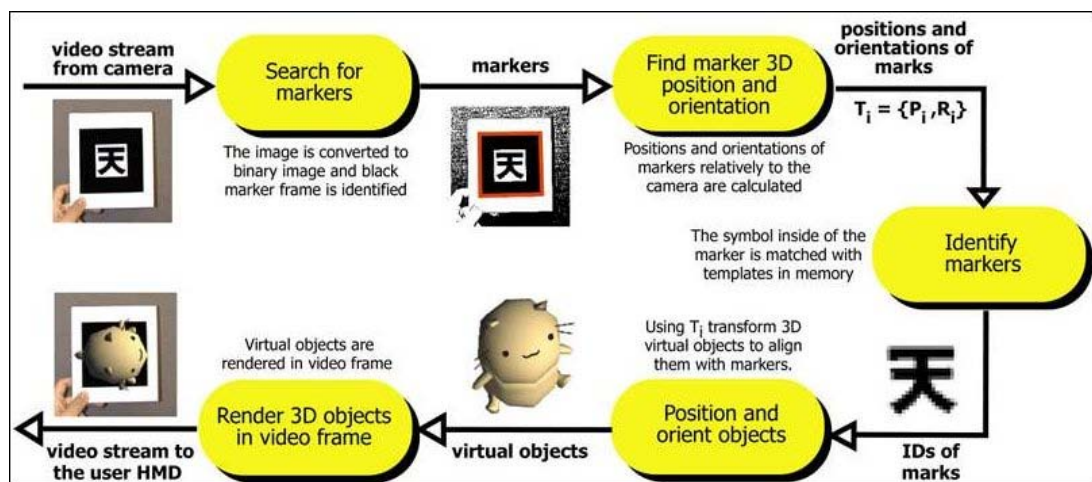 video stream
from camera
天
Search for
markers
The image is converted to
binary image and black
marker frame is identified
markers
天
Find marker 3D
position and
orientation
Positions and orientations of
markers relatively to the
camera are calculated
positions and
orientations of
marks
Tᵢ = {Pᵢ ,Rᵢ}
Identify
markers
The symbol inside of the
marker is matched with
templates in memory
天
IDs of
marks
Position and
orient objects
Using Tᵢ transform 3D
virtual objects to align
them with markers.
virtual objects
Render 3D objects
in video frame
Virtual objects are
rendered in video frame
video stream to
the user HMD